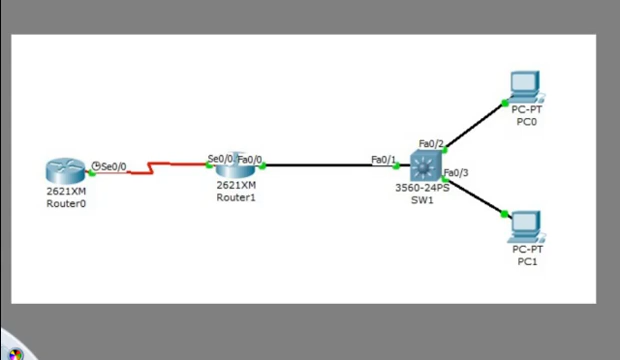 Se0/0
2621XM
Router0
Se0/0
Fa0/0
2621XM
Router1
Fa0/1
Fa0/2
Fa0/3
3560-24PS
SW1
PC-PT
PC0
PC-PT
PC1